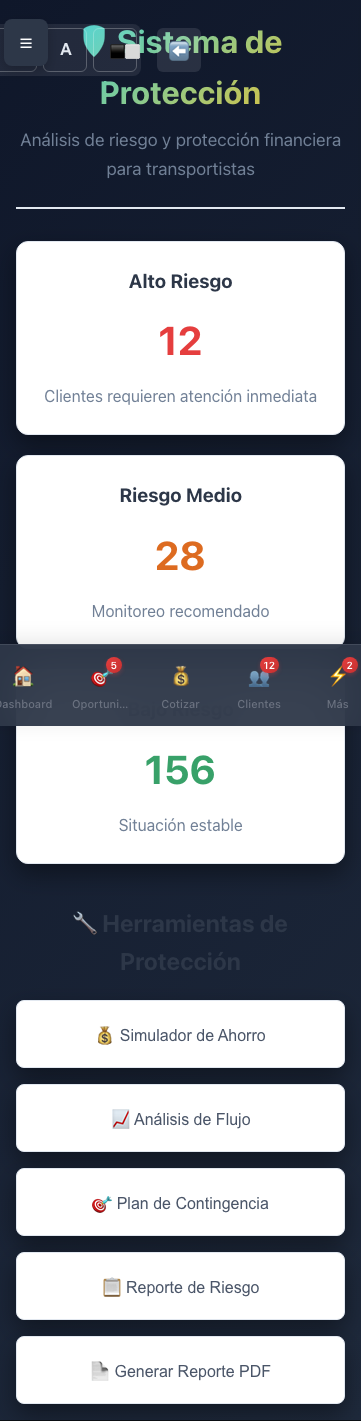 A
Sistema de
Protección
Análisis de riesgo y protección financiera
para transportistas
Alto Riesgo
12
Clientes requieren atención inmediata
Riesgo Medio
28
Monitoreo recomendado
5
12
2
Dashboard
Oportuni...
Cotizar
Clientes
Más
156
Situación estable
Herramientas de
Protección
Simulador de Ahorro
Análisis de Flujo
Plan de Contingencia
Reporte de Riesgo
Generar Reporte PDF